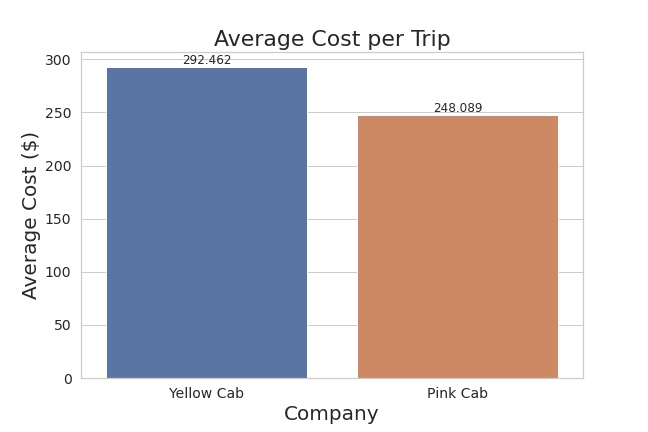 Average Cost per Trip
300
250
200
150
100
50
0
Average Cost ($)
292.462
248.089
Yellow Cab
Pink Cab
Company